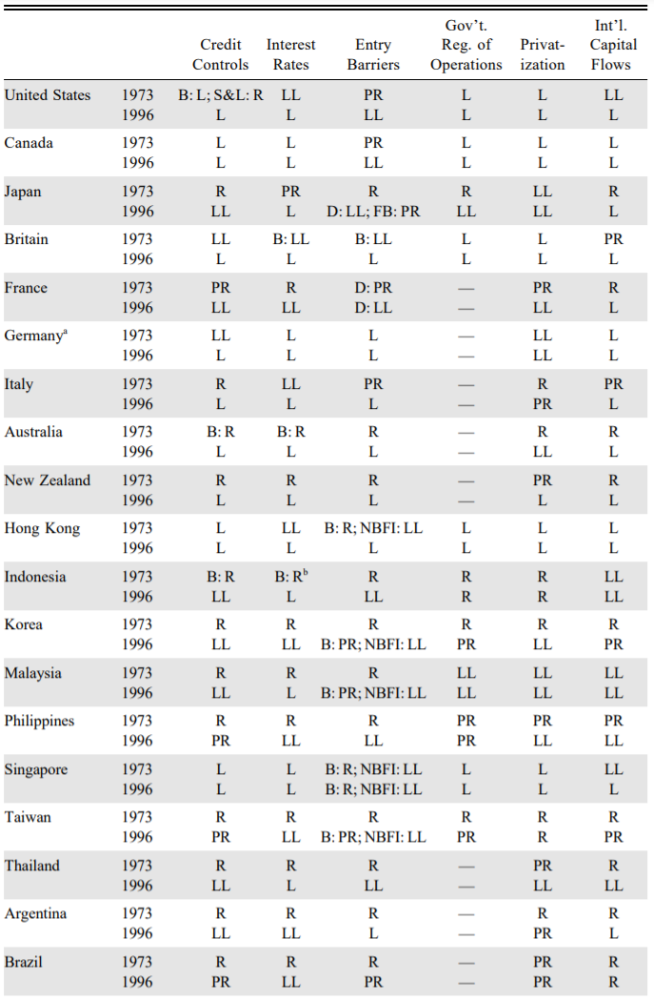 Gov't. Int'l.
Credit Interest Entry Reg. of Privat- Capital
Controls Rates Barriers Operations ization Flows
United States 1973 B: L; S&L: R LL PR L L LL
1996 L L LL L L L
Canada 1973 L L PR L L L
1996 L L LL L L L
Japan 1973 R PR R R LL R
1996 LL L D: LL; FB: PR LL LL L
Britain 1973 LL B: LL B: LL L L PR
1996 L L L L L L
France 1973 PR R D: PR — PR R
1996 LL LL D: LL — LL L
Germanyᵃ 1973 LL L L — LL L
1996 L L L — LL L
Italy 1973 R LL PR — R PR
1996 L L L — PR L
Australia 1973 B: R B: R R — R R
1996 L L L — LL L
New Zealand 1973 R R R — PR R
1996 L L L — L L
Hong Kong 1973 L LL B: R; NBFI: LL L L L
1996 L L L L L L
Indonesia 1973 B: R B: Rᵇ R R R LL
1996 LL L LL R R LL
Korea 1973 R R R R R R
1996 LL LL B: PR; NBFI: LL PR LL PR
Malaysia 1973 R R R LL LL LL
1996 LL L B: PR; NBFI: LL LL LL LL
Philippines 1973 R R R PR PR PR
1996 PR LL LL PR LL LL
Singapore 1973 L L B: R; NBFI: LL L L LL
1996 L L B: R; NBFI: LL L L L
Taiwan 1973 R R R R R R
1996 PR LL B: PR; NBFI: LL PR R PR
Thailand 1973 R R R — PR R
1996 LL L LL — LL LL
Argentina 1973 R R R — R R
1996 LL LL L — PR L
Brazil 1973 R R R — PR R
1996 PR LL PR — PR R